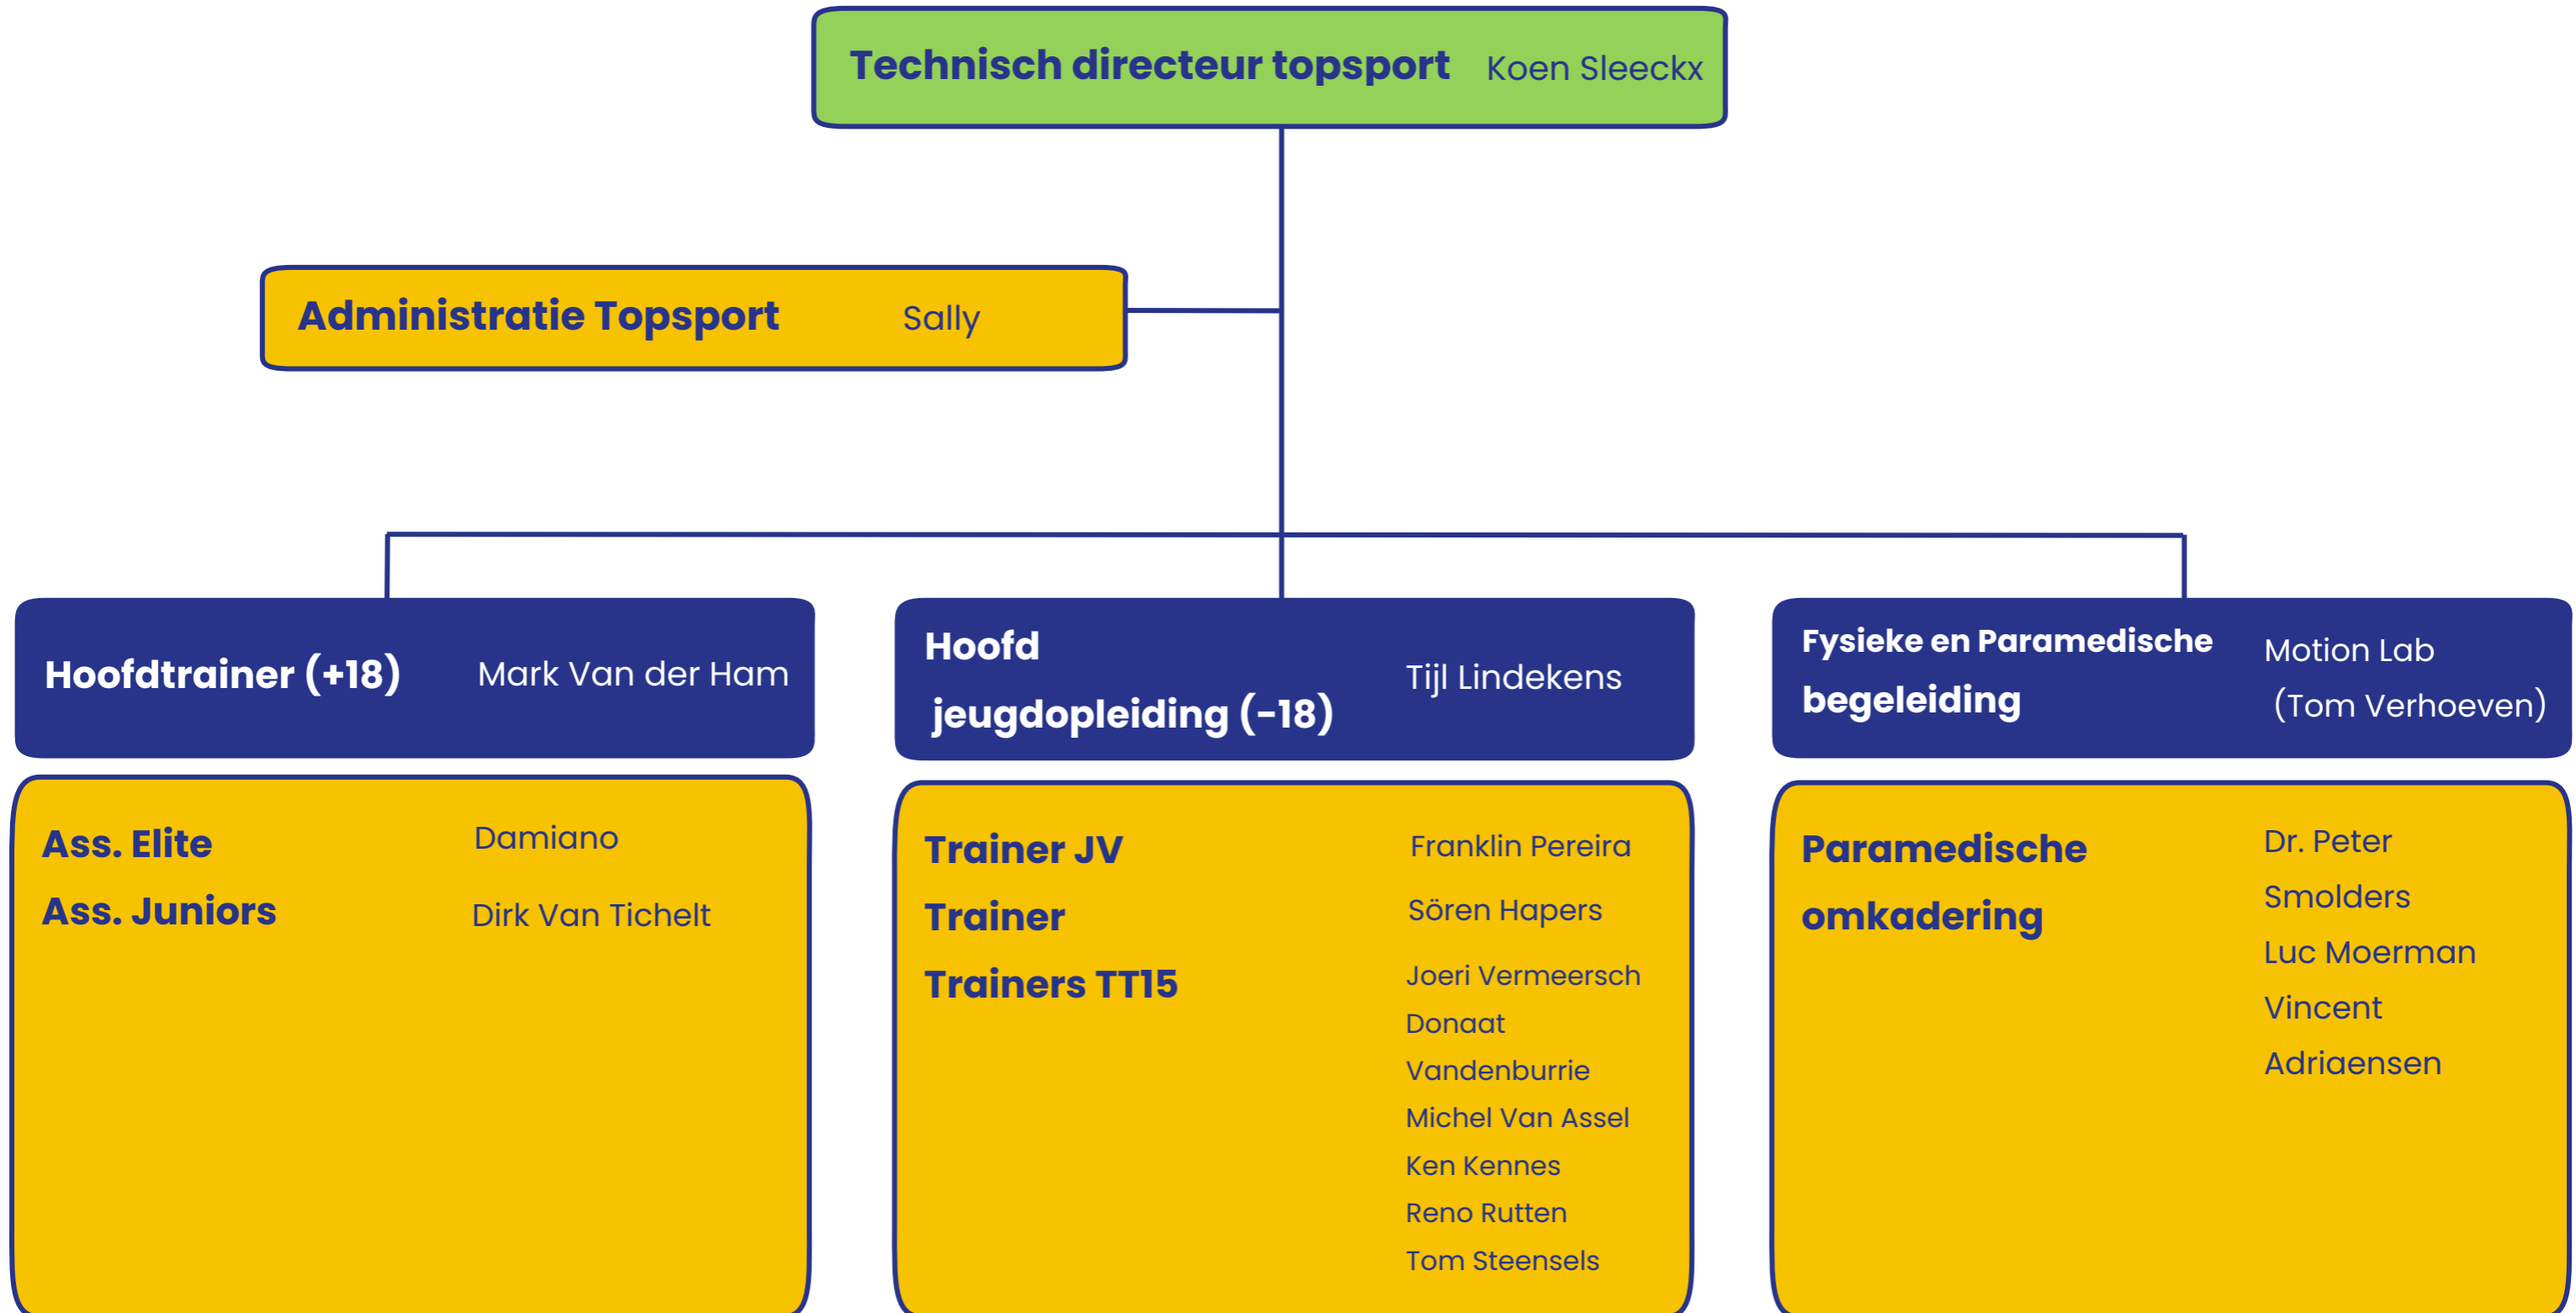 Technisch directeur topsport Koen Sleeckx
Administratie Topsport Sally
Hoofdtrainer (+18) Mark Van der Ham
Hoofd
jeugdopleiding (-18)
Tijl Lindekens
Fysieke en Paramedische
begeleiding
Motion Lab
(Tom Verhoeven)
Ass. Elite Damiano
Ass. Juniors Dirk Van Tichelt
Trainer JV Franklin Pereira
Trainer Sören Hapers
Trainers TT15 Joeri Vermeersch
Donaat
Vandenburrie
Michel Van Assel
Ken Kennes
Reno Rutten
Tom Steensels
Paramedische
omkadering
Dr. Peter
Smolders
Luc Moerman
Vincent
Adriaensen